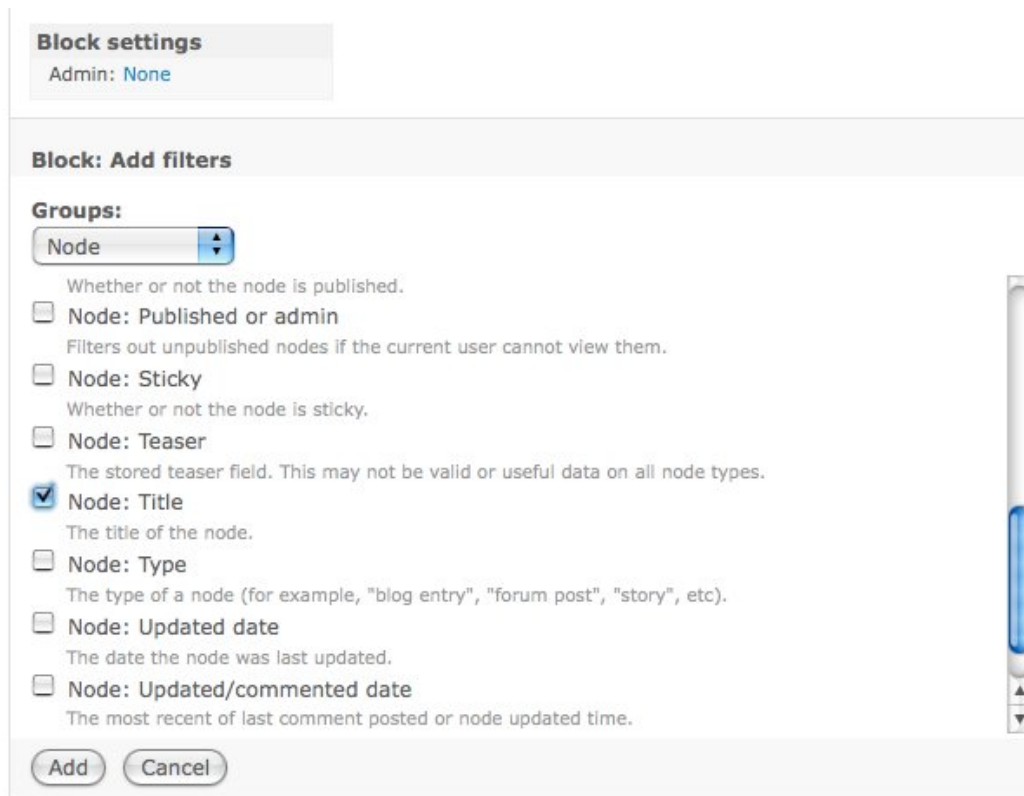 Block settings
Admin: None
Block: Add filters
Groups:
Node
Whether or not the node is published.
Node: Published or admin
Filters out unpublished nodes if the current user cannot view them.
Node: Sticky
Whether or not the node is sticky.
Node: Teaser
The stored teaser field. This may not be valid or useful data on all node types.
Node: Title
The title of the node.
Node: Type
The type of a node (for example, "blog entry", "forum post", "story", etc).
Node: Updated date
The date the node was last updated.
Node: Updated/commented date
The most recent of last comment posted or node updated time.
Add Cancel